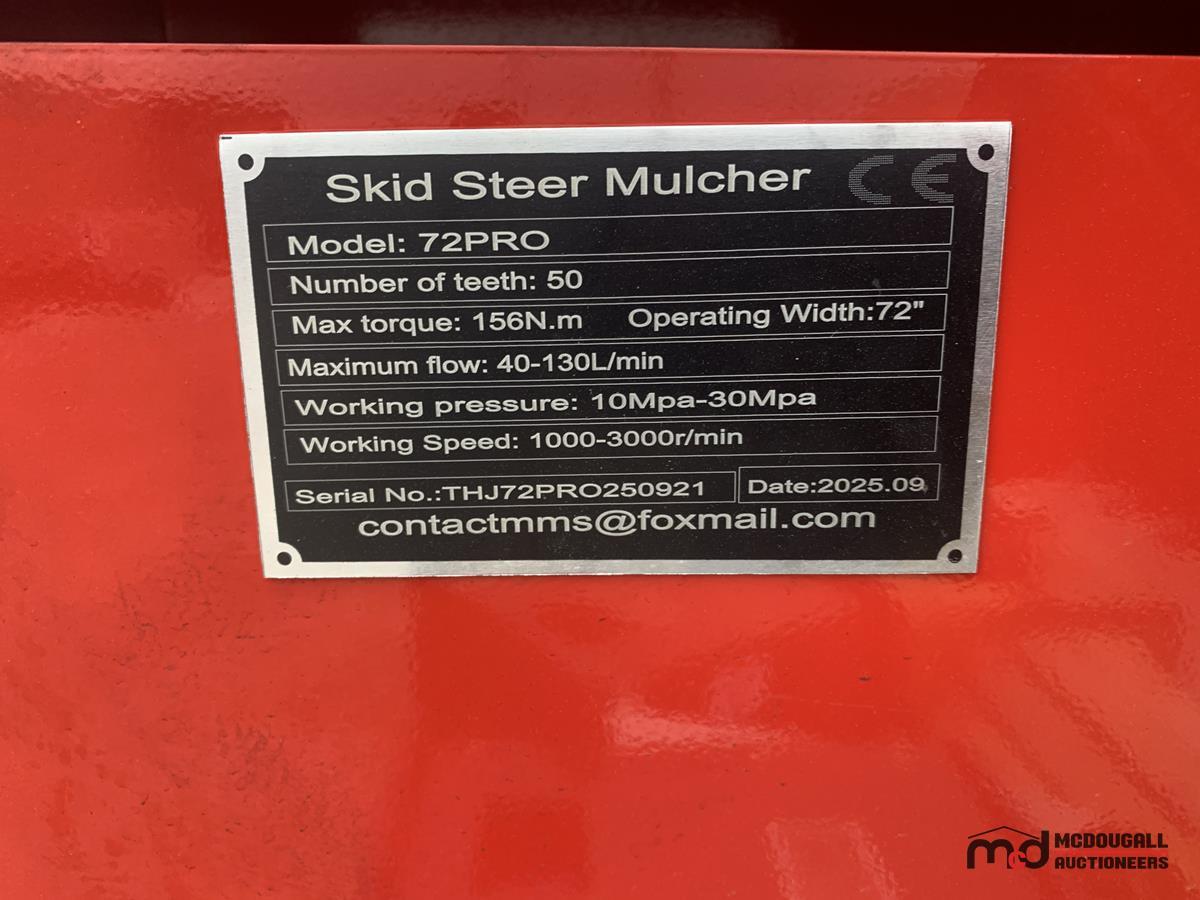 Skid Steer Mulcher CE
Model: 72PRO
Number of teeth: 50
Max torque: 156N.m Operating Width:72"
Maximum flow: 40-130L/min
Working pressure: 10Mpa-30Mpa
Working Speed: 1000-3000r/min
Serial No.:THJ72PRO250921 Date:2025.09
contactmms@foxmail.com
mcd MCDOUGALL
AUCTIONEERS